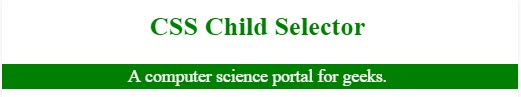 CSS Child Selector
A computer science portal for geeks.